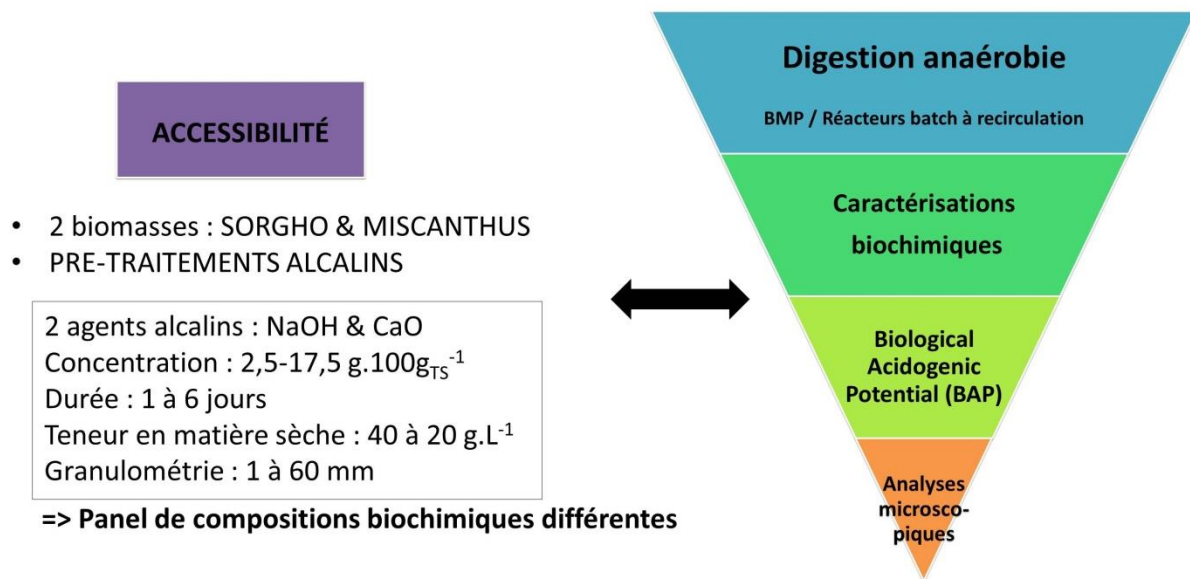 ACCESSIBILITÉ
• 2 biomasses : SORGHO & MISCANTHUS
• PRE-TRAITEMENTS ALCALINS
2 agents alcalins : NaOH & CaO
Concentration : 2,5-17,5 g.100g_TS^-1
Durée : 1 à 6 jours
Teneur en matière sèche : 40 à 20 g.L^-1
Granulométrie : 1 à 60 mm
=> Panel de compositions biochimiques différentes
Digestion anaérobie
BMP / Réacteurs batch à recirculation
Caractérisations
biochimiques
Biological
Acidogenic
Potential (BAP)
Analyses
microsco-
piques